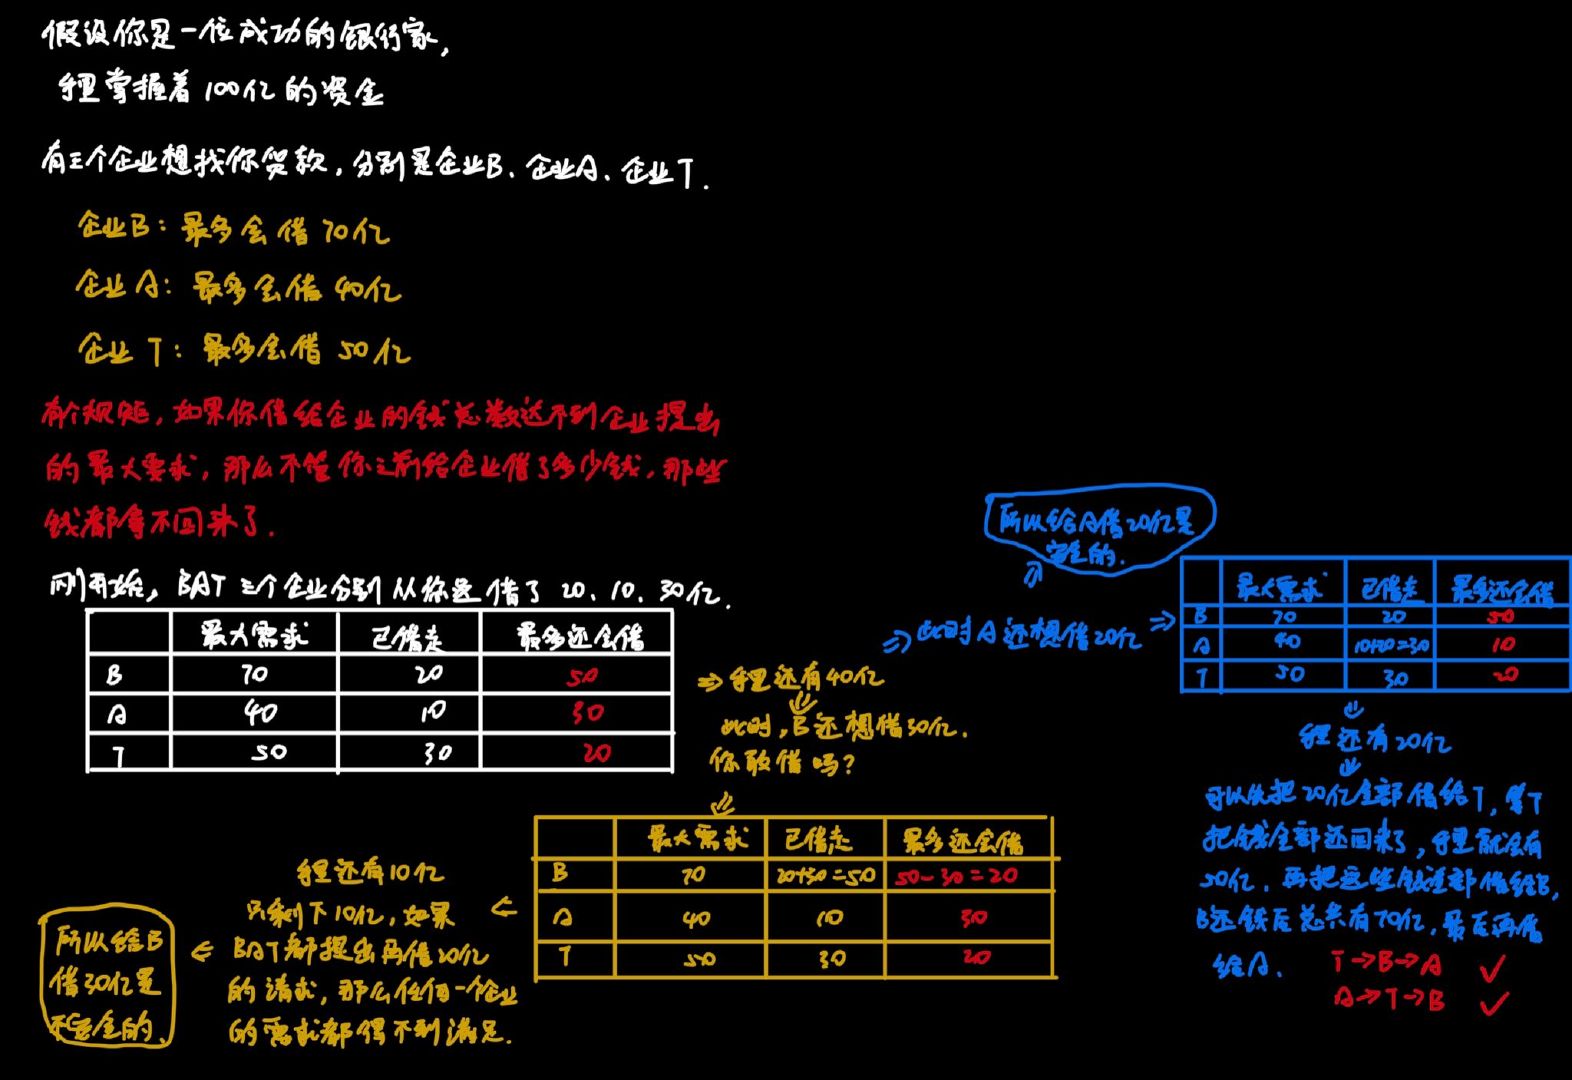 假设你是一位成功的银行家,
手里掌握着100亿的资金
有三个企业想找你贷款,分别是企业B、企业A、企业T.
企业B: 最多会借70亿
企业A: 最多会借40亿
企业T: 最多会借50亿
有个规矩,如果你借给企业的钱总数达不到企业提出
的最大需求,那么不管你之前给企业借了多少钱,那些
钱都拿不回来了.
刚开始, BAT三个企业分别从你这借了20、10、30亿.
最大需求 已借走 最多还会借
B 70 20 50
A 40 10 30
T 50 30 20
⇒手里还有40亿
此时,B还想借30亿.
你敢借吗?
最大需求 已借走 最多还会借
B 70 20+30=50 50-30=20
A 40 10 30
T 50 30 20
手里还有10亿
只剩下10亿,如果
BAT都提出再借20亿
的请求,那么任何一个企业
的需求都得不到满足.
所以给B
借30亿是
不安全的.
⇒此时A还想借20亿
所以给A借20亿是
安全的.
最大需求 已借走 最多还会借
B 70 20 50
A 40 10+20=30 10
T 50 30 20
手里还有20亿
可以先把20亿全部借给T,等T
把钱全部还回来了,手里就会有
50亿,再把这些钱全部借给B,
B还钱后总共有70亿,最后再借
给A.
T→B→A ✓
A→T→B ✓